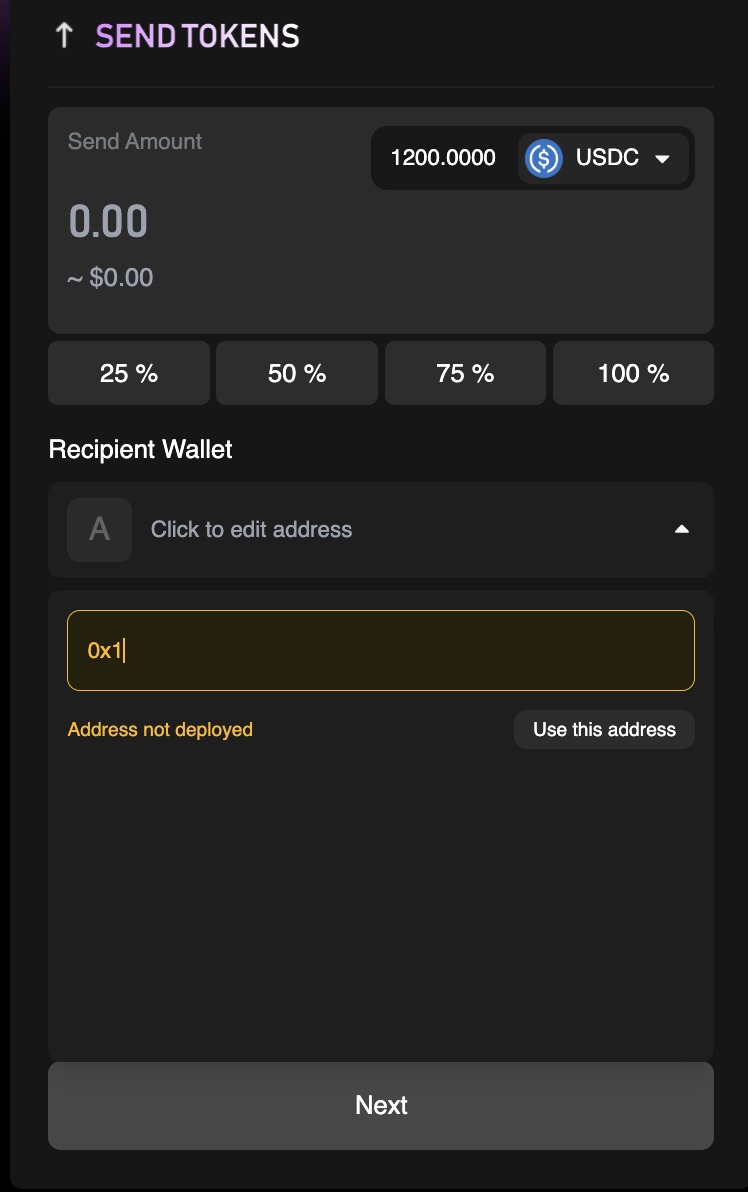 SEND TOKENS
Send Amount
1200.0000 USDC
0.00
~ $0.00
25 % 50 % 75 % 100 %
Recipient Wallet
A Click to edit address
0x1
Address not deployed Use this address
Next